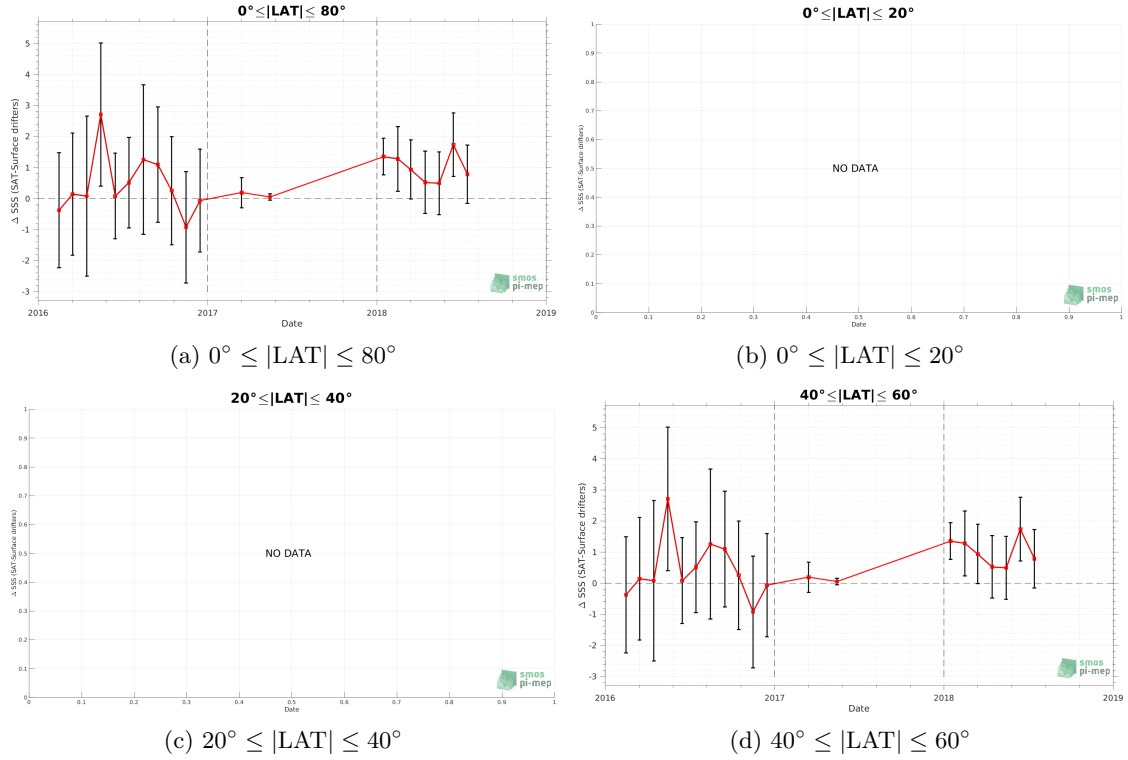 0°≤|LAT|≤ 80°
Δ SSS (SAT-Surface drifters)
5
4
3
2
1
0
-1
-2
-3
2016
2017
2018
2019
Date
smos
pi-mep
(a) 0° ≤ |LAT| ≤ 80°
0°≤|LAT|≤ 20°
Δ SSS (SAT-Surface drifters)
1
0.9
0.8
0.7
0.6
0.5
0.4
0.3
0.2
0.1
0
NO DATA
0
0.1
0.2
0.3
0.4
0.5
0.6
0.7
0.8
0.9
1
Date
smos
pi-mep
(b) 0° ≤ |LAT| ≤ 20°
20°≤|LAT|≤ 40°
Δ SSS (SAT-Surface drifters)
1
0.9
0.8
0.7
0.6
0.5
0.4
0.3
0.2
0.1
0
NO DATA
0
0.1
0.2
0.3
0.4
0.5
0.6
0.7
0.8
0.9
1
Date
smos
pi-mep
(c) 20° ≤ |LAT| ≤ 40°
40°≤|LAT|≤ 60°
Δ SSS (SAT-Surface drifters)
5
4
3
2
1
0
-1
-2
-3
2016
2017
2018
2019
Date
smos
pi-mep
(d) 40° ≤ |LAT| ≤ 60°